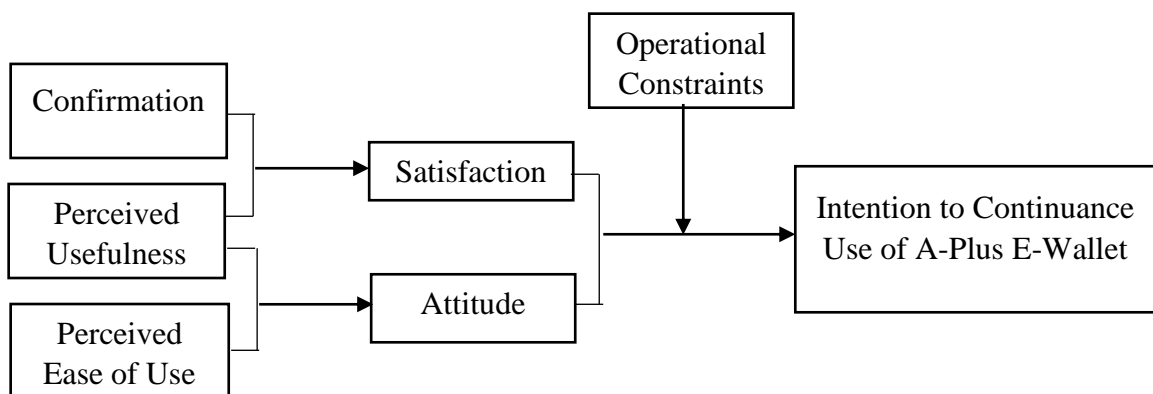 Operational
Constraints
Confirmation
Satisfaction
Perceived
Usefulness
Intention to Continuance
Use of A-Plus E-Wallet
Attitude
Perceived
Ease of Use